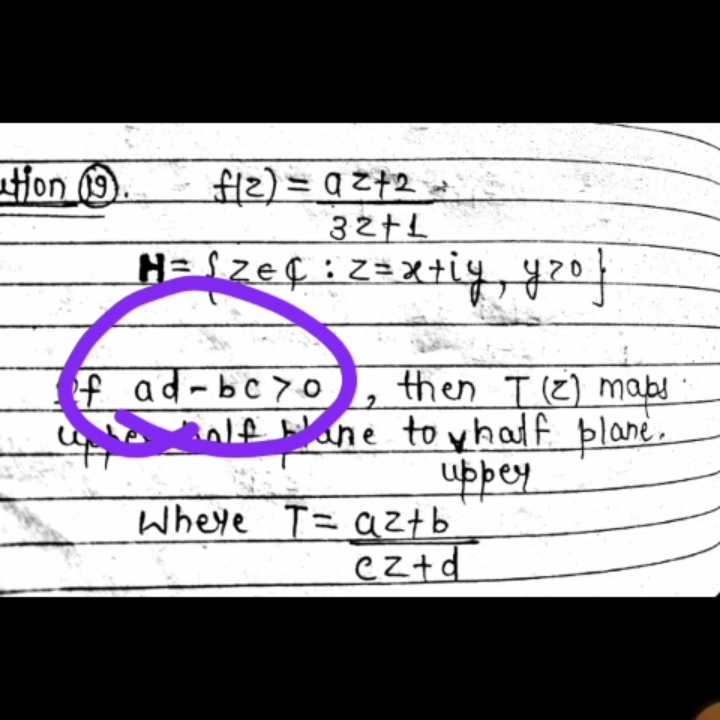 ution (19). f(z) = az+2 / 3z+1
H = { z ∈ ℂ : z = x+iy, y>0 }
If ad-bc>0, then T(z) maps
upper half plane to half plane.
upper
Where T = az+b / cz+d